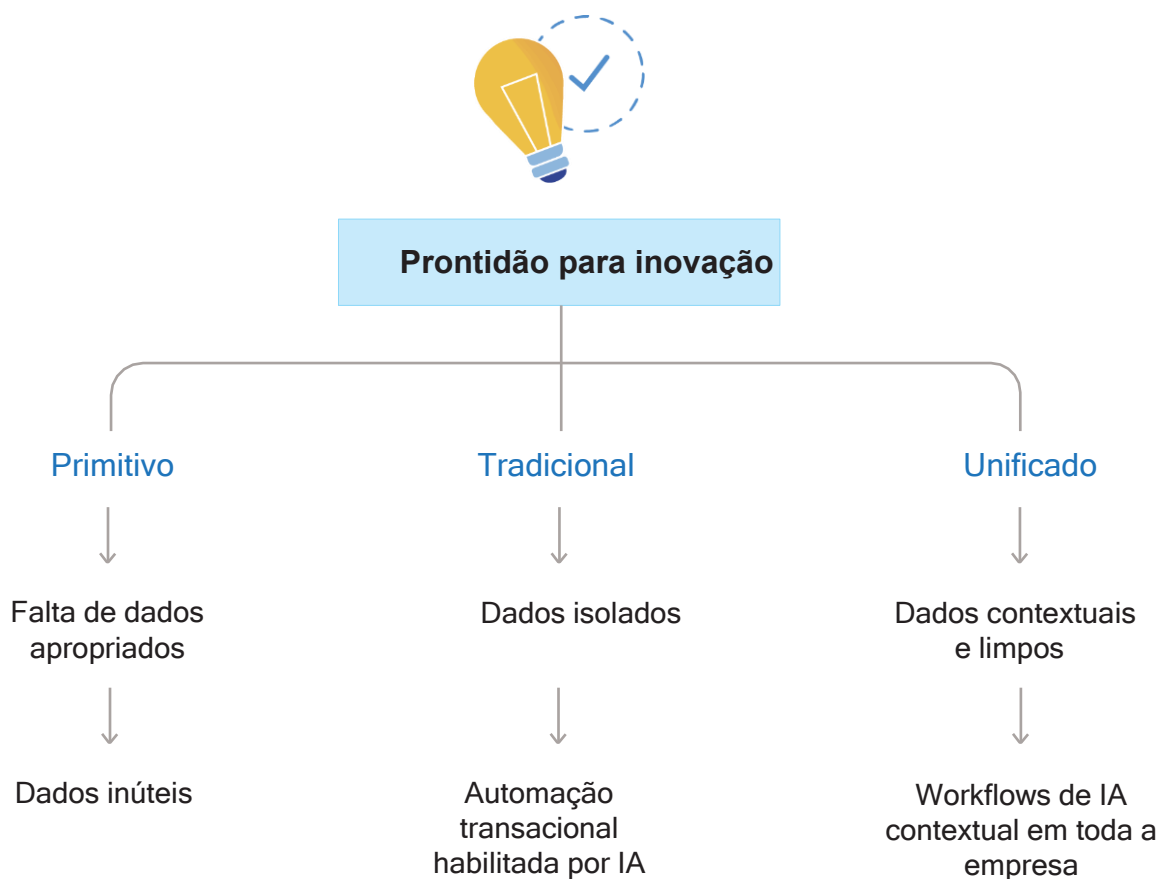 Prontidão para inovação
Primitivo
Tradicional
Unificado
Falta de dados
apropriados
Dados isolados
Dados contextuais
e limpos
Dados inúteis
Automação
transacional
habilitada por IA
Workflows de IA
contextual em toda a
empresa